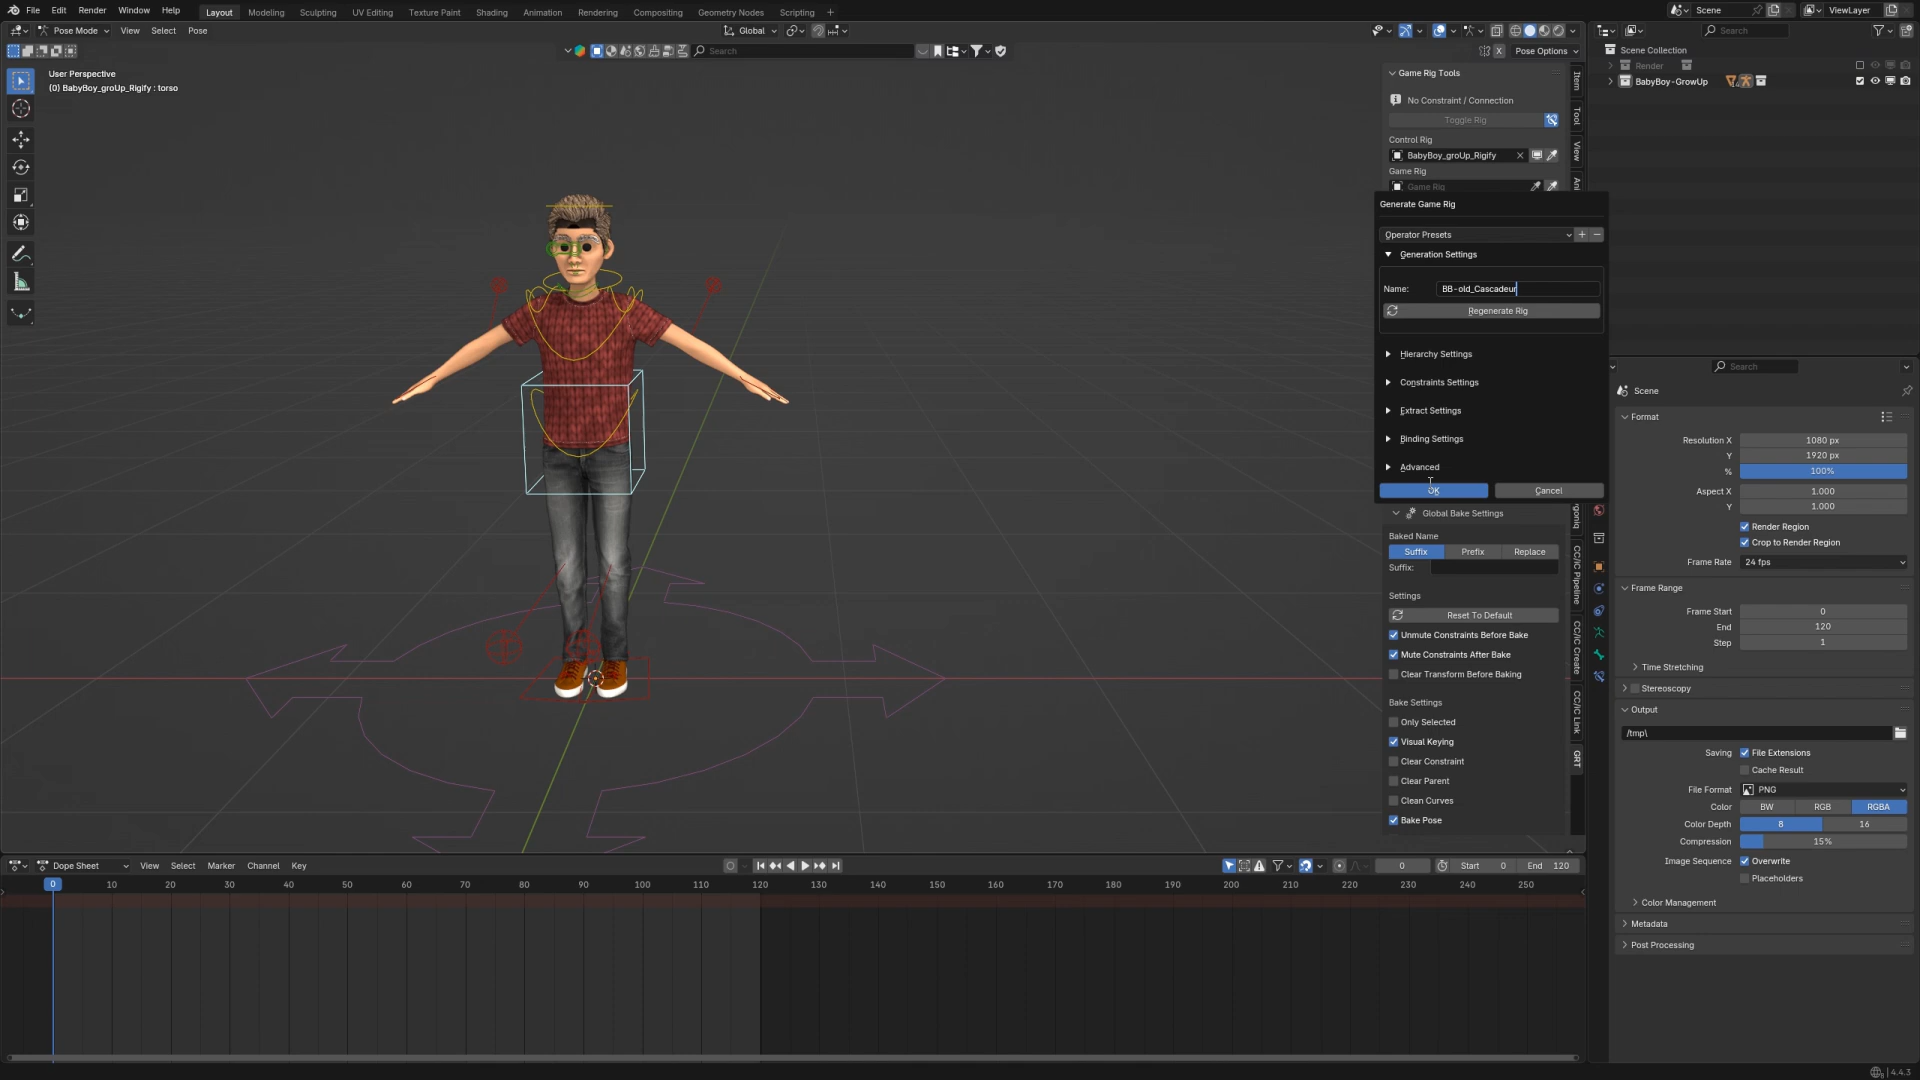 File Edit Render Window Help
Layout Modeling Sculpting UV Editing Texture Paint Shading Animation Rendering Compositing Geometry Nodes Scripting +
Scene
ViewLayer
Pose Mode View Select Pose
Global
Search
Search
Pose Options
User Perspective
(0) BabyBoy_groUp_Rigify : torso
Scene Collection
Render
BabyBoy-GrowUp
Game Rig Tools
No Constraint / Connection
Toggle Rig
Control Rig
BabyBoy_groUp_Rigify
Game Rig
Game Rig
Item
Tool
View
Ani
Generate Game Rig
Operator Presets
Generation Settings
Name: BB-old_Cascadeur
Regenerate Rig
Hierarchy Settings
Constraints Settings
Extract Settings
Binding Settings
Advanced
OK Cancel
Global Bake Settings
Baked Name
Suffix Prefix Replace
Suffix:
Settings
Reset To Default
Unmute Constraints Before Bake
Mute Constraints After Bake
Clear Transform Before Baking
Bake Settings
Only Selected
Visual Keying
Clear Constraint
Clear Parent
Clean Curves
Bake Pose
CC/iC Pipeline
CC/iC Create
CC/iC Link
GRT
Search
Scene
Format
Resolution X 1080 px
Y 1920 px
% 100%
Aspect X 1.000
Y 1.000
Render Region
Crop to Render Region
Frame Rate 24 fps
Frame Range
Frame Start 0
End 120
Step 1
Time Stretching
Stereoscopy
Output
/tmp\
Saving File Extensions
Cache Result
File Format PNG
Color BW RGB RGBA
Color Depth 8 16
Compression 15%
Image Sequence Overwrite
Placeholders
Color Management
Metadata
Post Processing
Dope Sheet View Select Marker Channel Key
0 Start 0 End 120
0 10 20 30 40 50 60 70 80 90 100 110 120 130 140 150 160 170 180 190 200 210 220 230 240 250
4.4.3